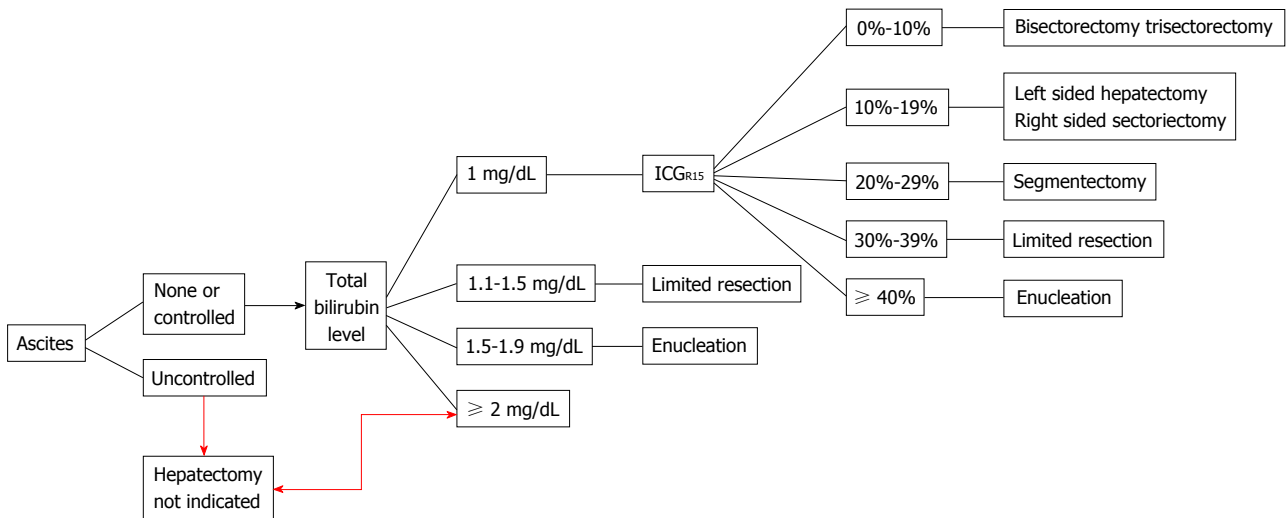 0%-10%
Bisectorectomy trisectorectomy
10%-19%
Left sided hepatectomy
Right sided sectoriectomy
1 mg/dL
ICGR15
20%-29%
Segmentectomy
30%-39%
Limited resection
None or
controlled
Total
bilirubin
level
1.1-1.5 mg/dL
Limited resection
≥ 40%
Enucleation
Ascites
1.5-1.9 mg/dL
Enucleation
Uncontrolled
≥ 2 mg/dL
Hepatectomy
not indicated